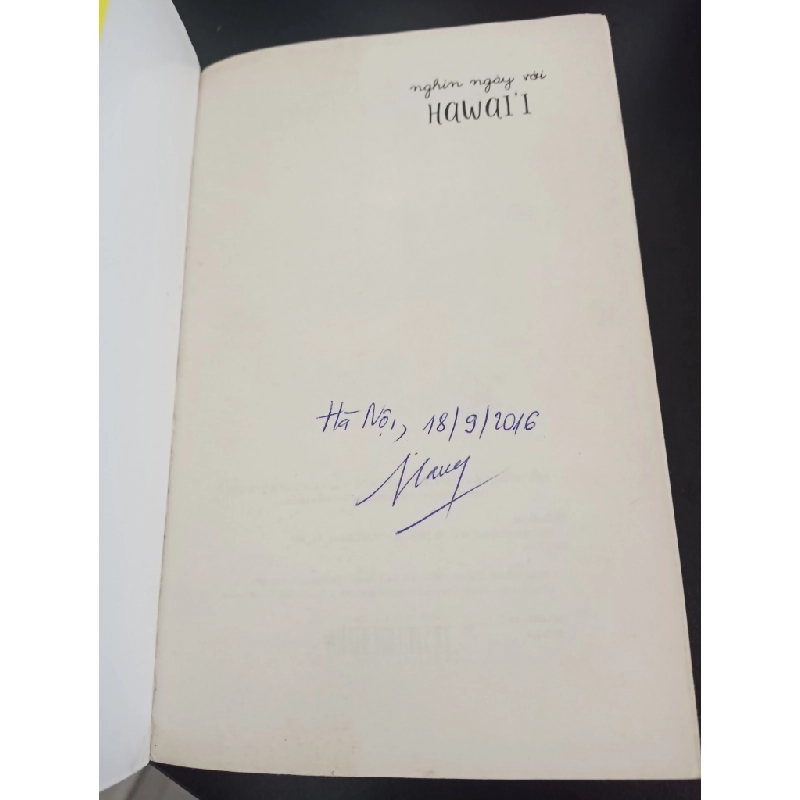 nghìn ngày với
HAWAI'I
Hà Nội, 18/9/2016